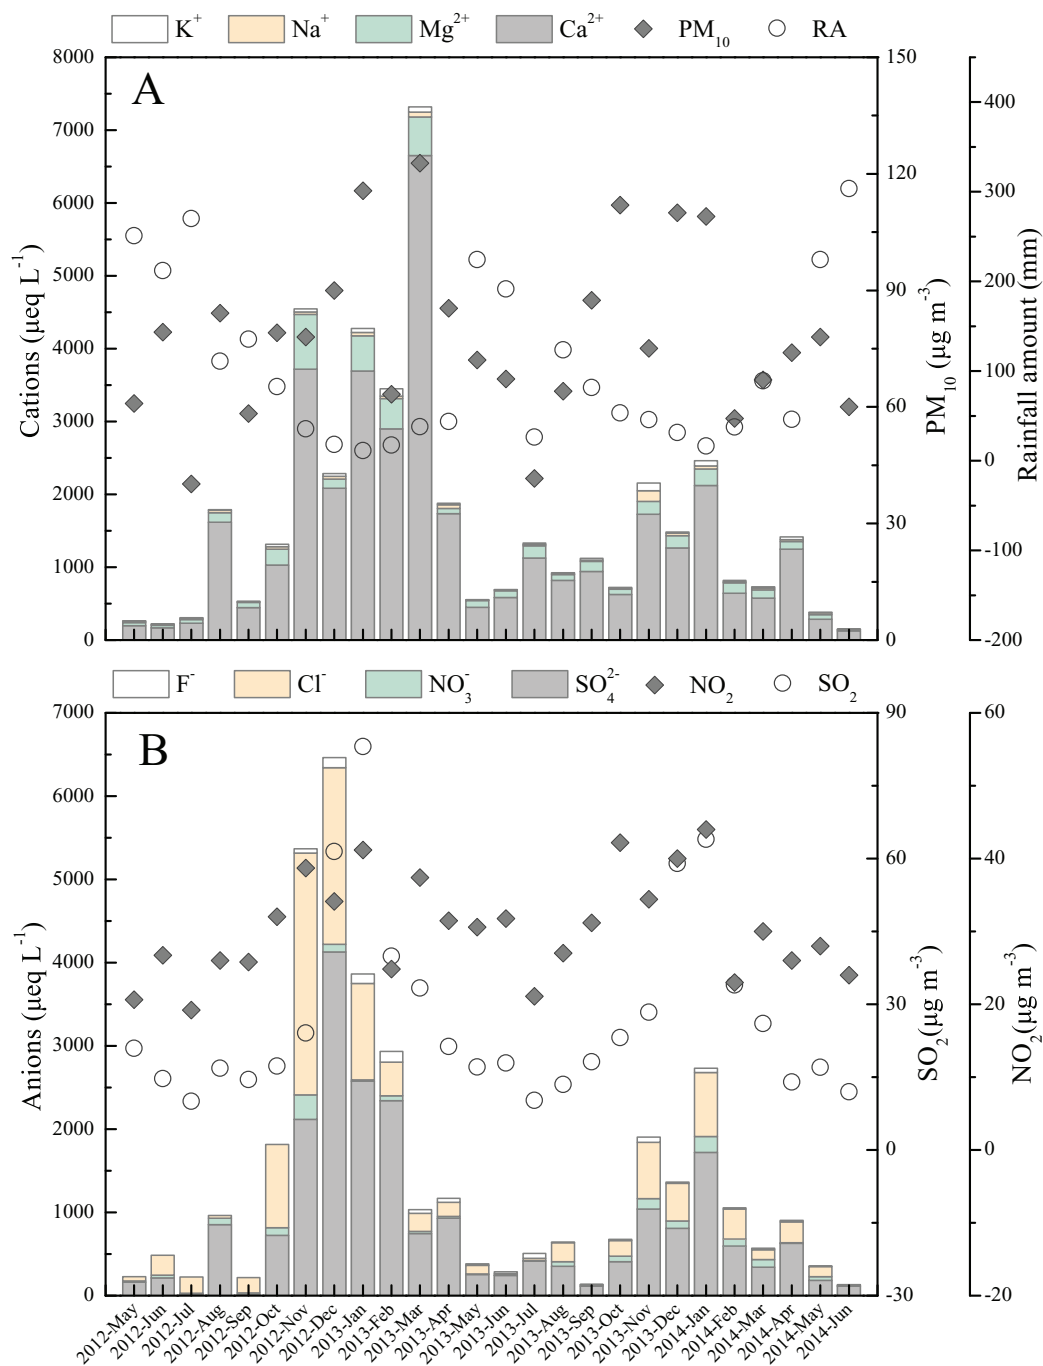 K⁺ Na⁺ Mg²⁺ Ca²⁺ PM₁₀ RA
A
8000
7000
6000
5000
4000
3000
2000
1000
0
Cations (μeq L⁻¹)
150
120
90
60
30
0
PM₁₀ (μg m⁻³)
400
300
200
100
0
-100
-200
Rainfall amount (mm)
F⁻ Cl⁻ NO₃⁻ SO₄²⁻ NO₂ SO₂
B
7000
6000
5000
4000
3000
2000
1000
0
Anions (μeq L⁻¹)
90
60
30
0
-30
SO₂(μg m⁻³)
60
40
20
0
-20
NO₂(μg m⁻³)
2012-May
2012-Jun
2012-Jul
2012-Aug
2012-Sep
2012-Oct
2012-Nov
2012-Dec
2013-Jan
2013-Feb
2013-Mar
2013-Apr
2013-May
2013-Jun
2013-Jul
2013-Aug
2013-Sep
2013-Oct
2013-Nov
2013-Dec
2014-Jan
2014-Feb
2014-Mar
2014-Apr
2014-May
2014-Jun